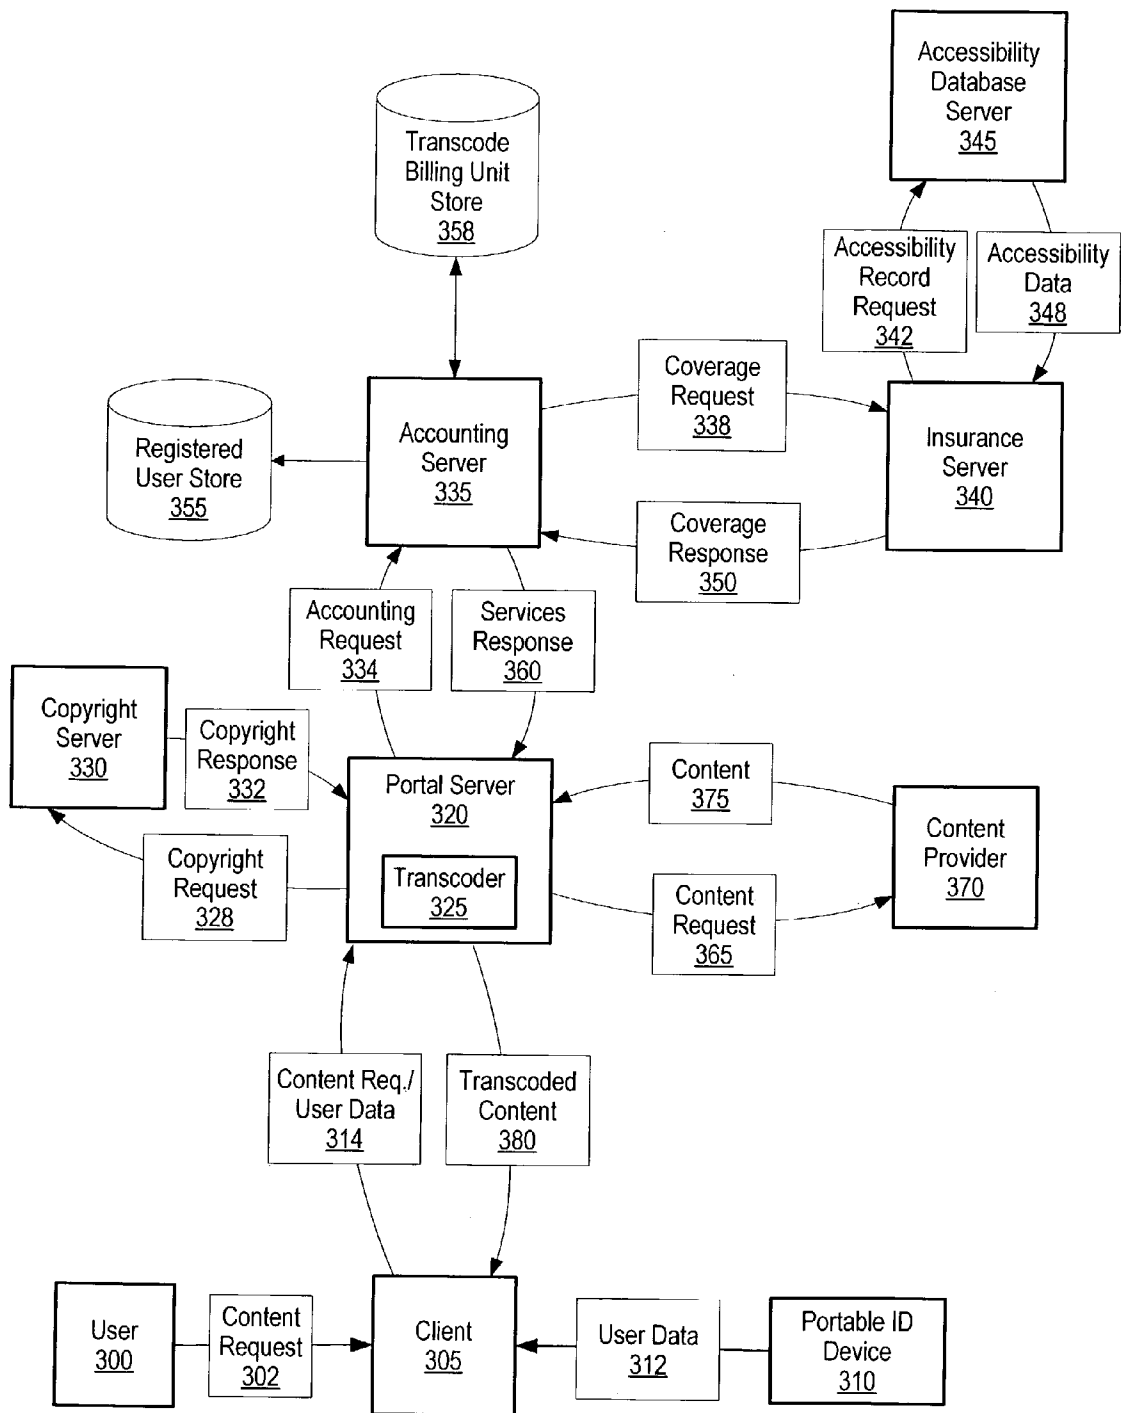 Accessibility
Database
Server
345
Transcode
Billing Unit
Store
358
Accessibility
Record
Request
342
Accessibility
Data
348
Coverage
Request
338
Registered
User Store
355
Accounting
Server
335
Insurance
Server
340
Coverage
Response
350
Accounting
Request
334
Services
Response
360
Copyright
Server
330
Copyright
Response
332
Portal Server
320
Content
375
Content
Provider
370
Copyright
Request
328
Transcoder
325
Content
Request
365
Content Req./
User Data
314
Transcoded
Content
380
User
300
Content
Request
302
Client
305
User Data
312
Portable ID
Device
310